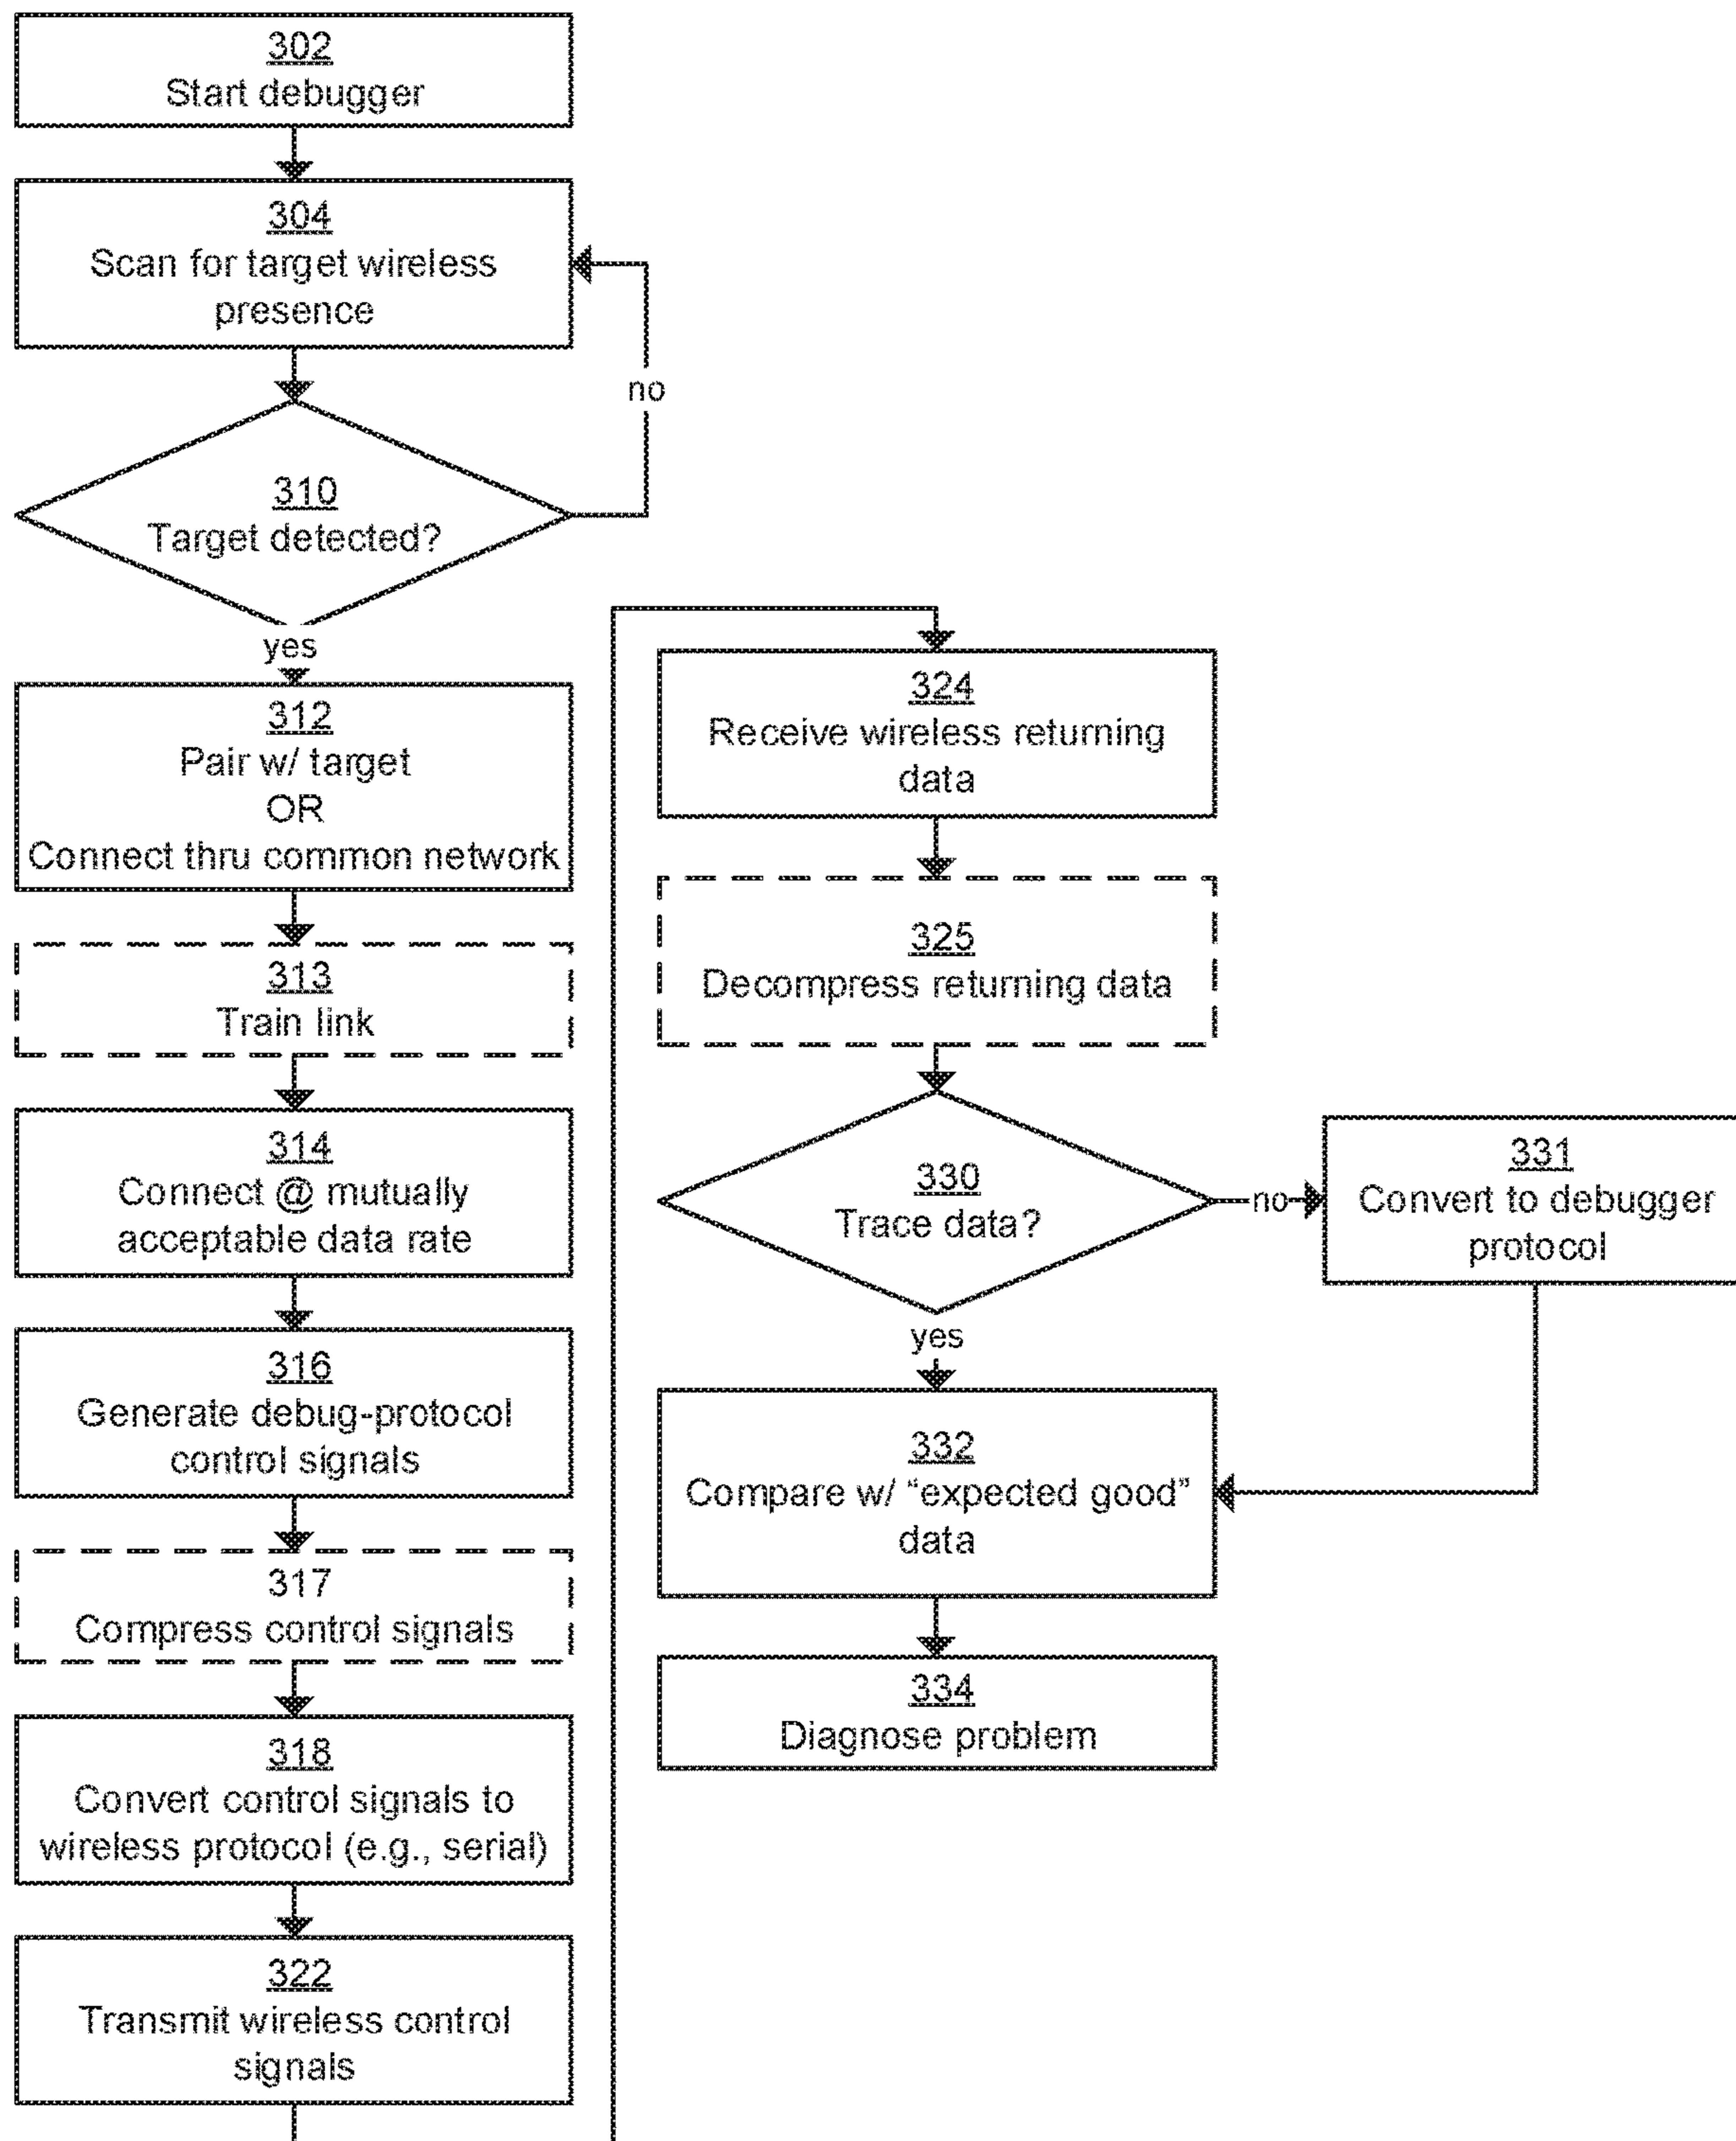 302
Start debugger
304
Scan for target wireless
presence
no
310
Target detected?
yes
312
Pair w/ target
OR
Connect thru common network
313
Train link
314
Connect @ mutually
acceptable data rate
316
Generate debug-protocol
control signals
317
Compress control signals
318
Convert control signals to
wireless protocol (e.g., serial)
322
Transmit wireless control
signals
324
Receive wireless returning
data
325
Decompress returning data
330
Trace data?
no
331
Convert to debugger
protocol
yes
332
Compare w/ “expected good”
data
334
Diagnose problem